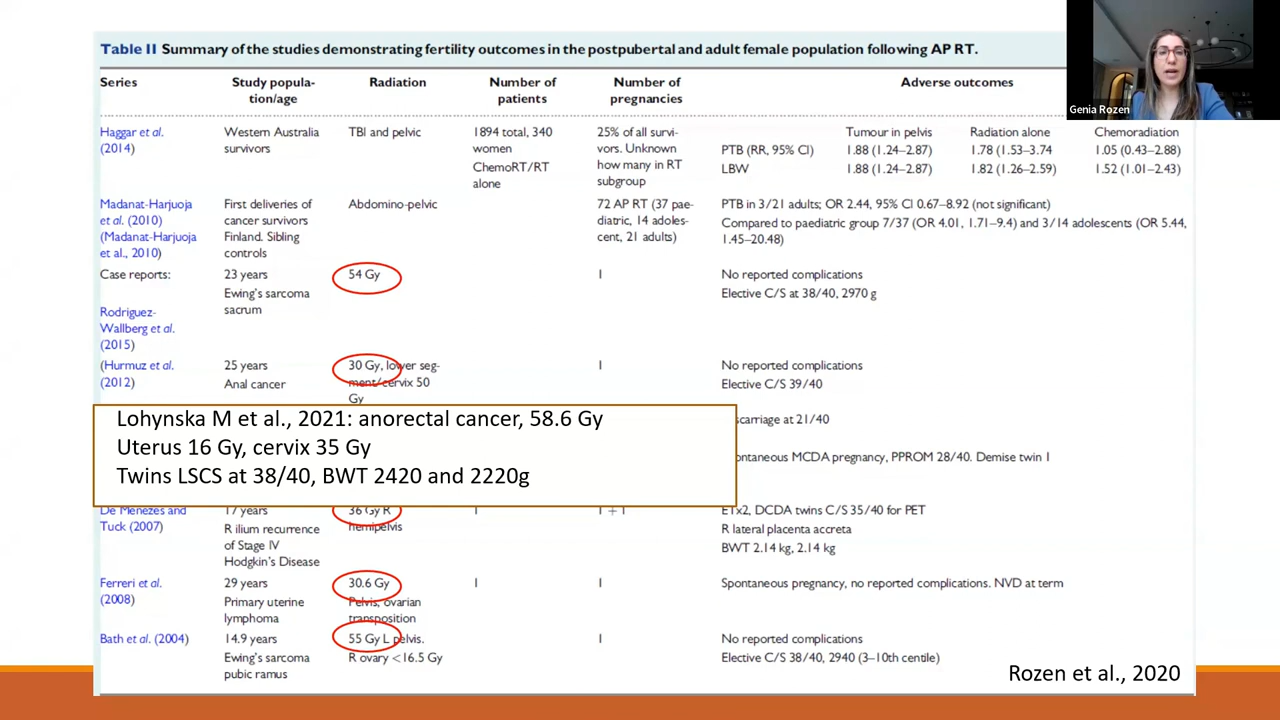 Table II Summary of the studies demonstrating fertility outcomes in the postpubertal and adult female population following AP RT.
Genia Rozen
Series Study popula- Radiation Number of Number of Adverse outcomes
tion/age patients pregnancies
Haggar et al. Western Australia TBI and pelvic 1894 total, 340 25% of all survi- Tumour in pelvis Radiation alone Chemoradiation
(2014) survivors women vors. Unknown PTB (RR, 95% CI) 1.88 (1.24–2.87) 1.78 (1.53–3.74 1.05 (0.43–2.88)
ChemoRT/RT how many in RT LBW 1.88 (1.24–2.87) 1.82 (1.26–2.59) 1.52 (1.01–2.43)
alone subgroup
Madanat-Harjuoja First deliveries of Abdomino-pelvic 72 AP RT (37 pae- PTB in 3/21 adults; OR 2.44, 95% CI 0.67–8.92 (not significant)
et al. (2010) cancer survivors diatric, 14 adoles- Compared to paediatric group 7/37 (OR 4.01, 1.71–9.4) and 3/14 adolescents (OR 5.44,
(Madanat-Harjuoja Finland. Sibling cent, 21 adults) 1.45–20.48)
et al., 2010) controls
Case reports: 23 years 54 Gy 1 No reported complications
Ewing's sarcoma Elective C/S at 38/40, 2970 g
Rodriguez- sacrum
Wallberg et al.
(2015)
(Hurmuz et al. 25 years 30 Gy, lower seg- 1 No reported complications
(2012) Anal cancer ment/cervix 50 Elective C/S 39/40
Gy
Lohynska M et al., 2021: anorectal cancer, 58.6 Gy
scarriage at 21/40
Uterus 16 Gy, cervix 35 Gy
ontaneous MCDA pregnancy, PPROM 28/40. Demise twin 1
Twins LSCS at 38/40, BWT 2420 and 2220g
De Menezes and 17 years 36 Gy R 1 1 + 1 ETx2, DCDA twins C/S 35/40 for PET
Tuck (2007) R ilium recurrence hemipelvis R lateral placenta accreta
of Stage IV BWT 2.14 kg, 2.14 kg
Hodgkin's Disease
Ferreri et al. 29 years 30.6 Gy 1 1 Spontaneous pregnancy, no reported complications. NVD at term
(2008) Primary uterine Pelvis, ovarian
lymphoma transposition
Bath et al. (2004) 14.9 years 55 Gy L pelvis. 1 No reported complications
Ewing's sarcoma R ovary <16.5 Gy Elective C/S 38/40, 2940 (3–10th centile)
pubic ramus
Rozen et al., 2020